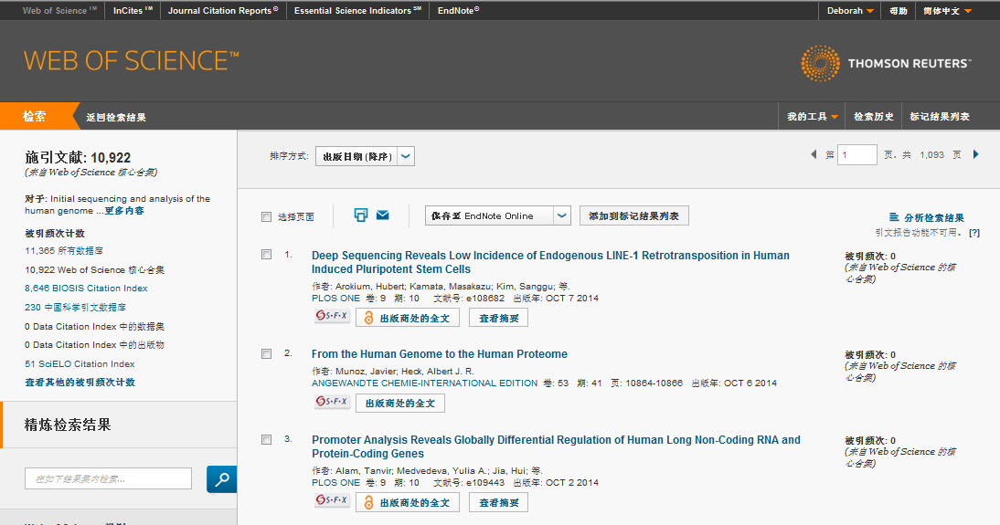 Web of Science™ InCites™ Journal Citation Reports® Essential Science Indicators℠ EndNote® Deborah 帮助 简体中文
WEB OF SCIENCE™
THOMSON REUTERS™
检索 返回检索结果 我的工具 检索历史 标记结果列表
施引文献: 10,922
(来自 Web of Science 核心合集)
对于: Initial sequencing and analysis of the
human genome ...更多内容
被引频次计数
11,365 所有数据库
10,922 Web of Science 核心合集
8,646 BIOSIS Citation Index
230 中国科学引文数据库
0 Data Citation Index 中的数据集
0 Data Citation Index 中的出版物
51 SciELO Citation Index
查看其他的被引频次计数
精炼检索结果
在如下结果集内检索...
排序方式: 出版日期 (降序) 第 1 页, 共 1,093 页
选择页面 保存至 EndNote Online 添加到标记结果列表
分析检索结果
引文报告功能不可用。 [?]
1. Deep Sequencing Reveals Low Incidence of Endogenous LINE-1 Retrotransposition in Human
Induced Pluripotent Stem Cells
作者: Arokium, Hubert; Kamata, Masakazu; Kim, Sanggu; 等.
PLOS ONE 卷: 9 期: 10 文献号: e108682 出版年: OCT 7 2014
S·F·X 出版商处的全文 查看摘要
被引频次: 0
(来自 Web of Science 的核
心合集)
2. From the Human Genome to the Human Proteome
作者: Munoz, Javier; Heck, Albert J. R.
ANGEWANDTE CHEMIE-INTERNATIONAL EDITION 卷: 53 期: 41 页: 10864-10866 出版年: OCT 6 2014
S·F·X 出版商处的全文
被引频次: 0
(来自 Web of Science 的核
心合集)
3. Promoter Analysis Reveals Globally Differential Regulation of Human Long Non-Coding RNA and
Protein-Coding Genes
作者: Alam, Tanvir; Medvedeva, Yulia A.; Jia, Hui; 等.
PLOS ONE 卷: 9 期: 10 文献号: e109443 出版年: OCT 2 2014
S·F·X 出版商处的全文 查看摘要
被引频次: 0
(来自 Web of Science 的核
心合集)